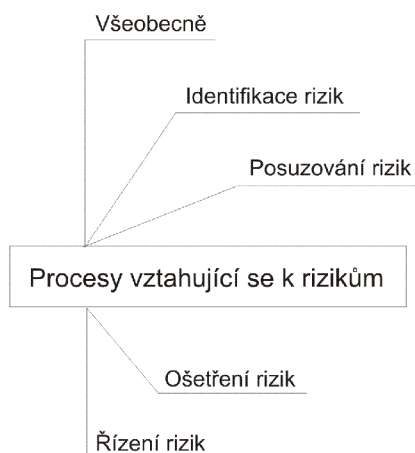 Všeobecně
Identifikace rizik
Posuzování rizik
Procesy vztahující se k rizikům
Ošetření rizik
Řízení rizik